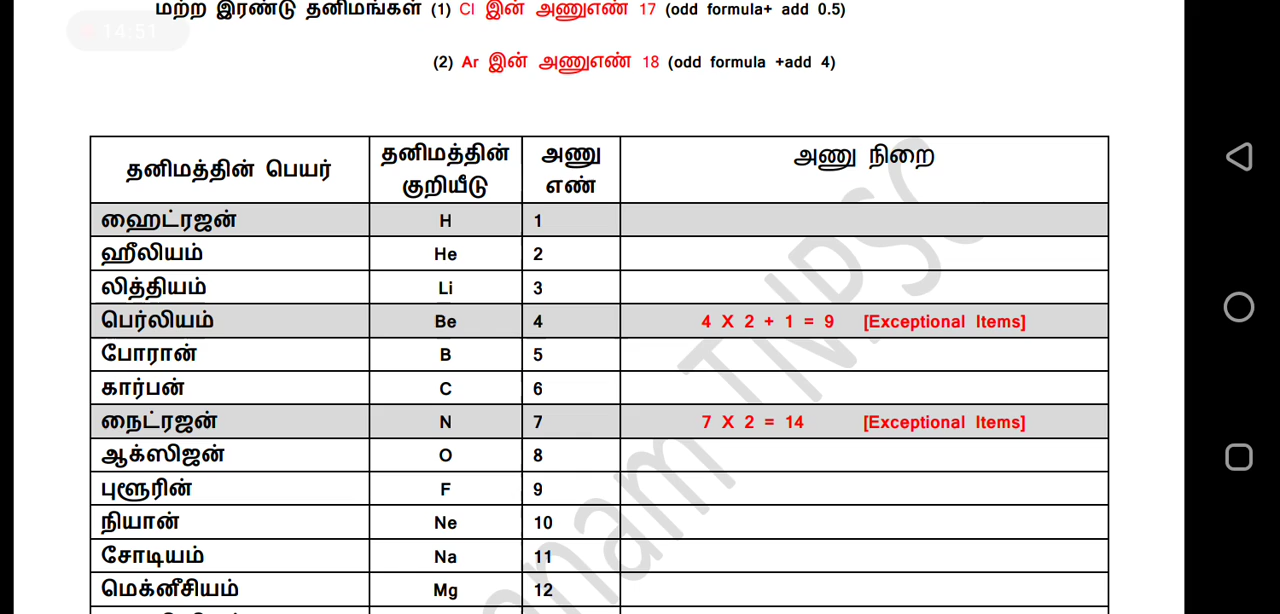 மற்ற இரண்டு தனிமங்கள் (1) Cl இன் அணுஎண் 17 (odd formula+ add 0.5)
14:51
(2) Ar இன் அணுஎண் 18 (odd formula +add 4)
தனிமத்தின் பெயர் தனிமத்தின் குறியீடு அணு எண் அணு நிறை
ஹைட்ரஜன் H 1
ஹீலியம் He 2
லித்தியம் Li 3
பெர்லியம் Be 4 4 X 2 + 1 = 9 [Exceptional Items]
போரான் B 5
கார்பன் C 6
நைட்ரஜன் N 7 7 X 2 = 14 [Exceptional Items]
ஆக்ஸிஜன் O 8
புளூரின் F 9
நியான் Ne 10
சோடியம் Na 11
மெக்னீசியம் Mg 12
TNPSC